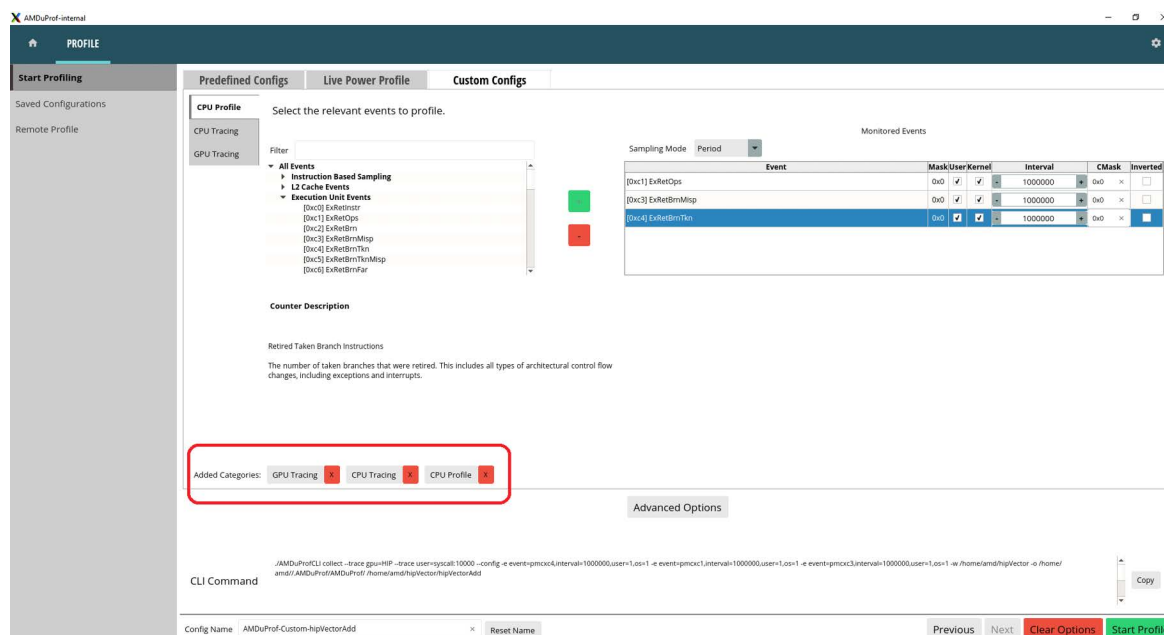 AMDuProf-internal
PROFILE
Start Profiling
Saved Configurations
Remote Profile
Predefined Configs
Live Power Profile
Custom Configs
CPU Profile
CPU Tracing
GPU Tracing
Select the relevant events to profile.
Filter
All Events
Instruction Based Sampling
L2 Cache Events
Execution Unit Events
[0xc0] ExRetInstr
[0xc1] ExRetOps
[0xc2] ExRetBrn
[0xc3] ExRetBrnMisp
[0xc4] ExRetBrnTkn
[0xc5] ExRetBrnTknMisp
[0xc6] ExRetBrnFar
-
Monitored Events
Sampling Mode Period
Event Mask User Kernel Interval CMask Inverted
[0xc1] ExRetOps 0x0 - 1000000 + 0x0 ×
[0xc3] ExRetBrnMisp 0x0 - 1000000 + 0x0 ×
[0xc4] ExRetBrnTkn 0x0 - 1000000 + 0x0 ×
Counter Description
Retired Taken Branch Instructions
The number of taken branches that were retired. This includes all types of architectural control flow
changes, including exceptions and interrupts.
Added Categories: GPU Tracing X CPU Tracing X CPU Profile X
Advanced Options
CLI Command
./AMDuProfCLI collect --trace gpu=HIP --trace user=syscall:10000 --config -e event=pmcxc4,interval=1000000,user=1,os=1 -e event=pmcxc1,interval=1000000,user=1,os=1 -e event=pmcxc3,interval=1000000,user=1,os=1 -w /home/amd/hipVector -o /home/
amd//.AMDuProf/AMDuProf/ /home/amd/hipVector/hipVectorAdd
Copy
Config Name AMDuProf-Custom-hipVectorAdd × Reset Name
Previous Next Clear Options Start Profil